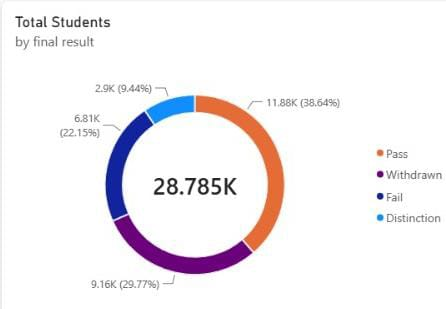 Total Students
by final result
2.9K (9.44%)
11.88K (38.64%)
6.81K
(22.15%)
28.785K
9.16K (29.77%)
Pass
Withdrawn
Fail
Distinction